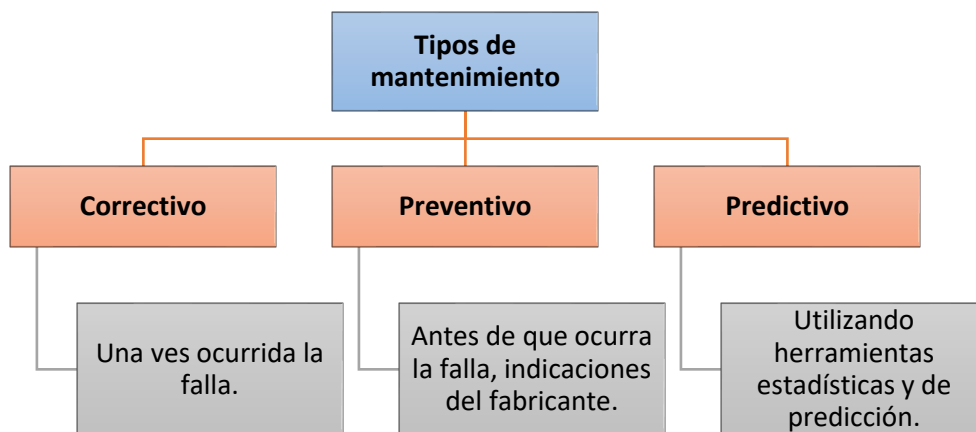 Tipos de
mantenimiento
Correctivo
Preventivo
Predictivo
Una ves ocurrida la
falla.
Antes de que ocurra
la falla, indicaciones
del fabricante.
Utilizando
herramientas
estadísticas y de
predicción.